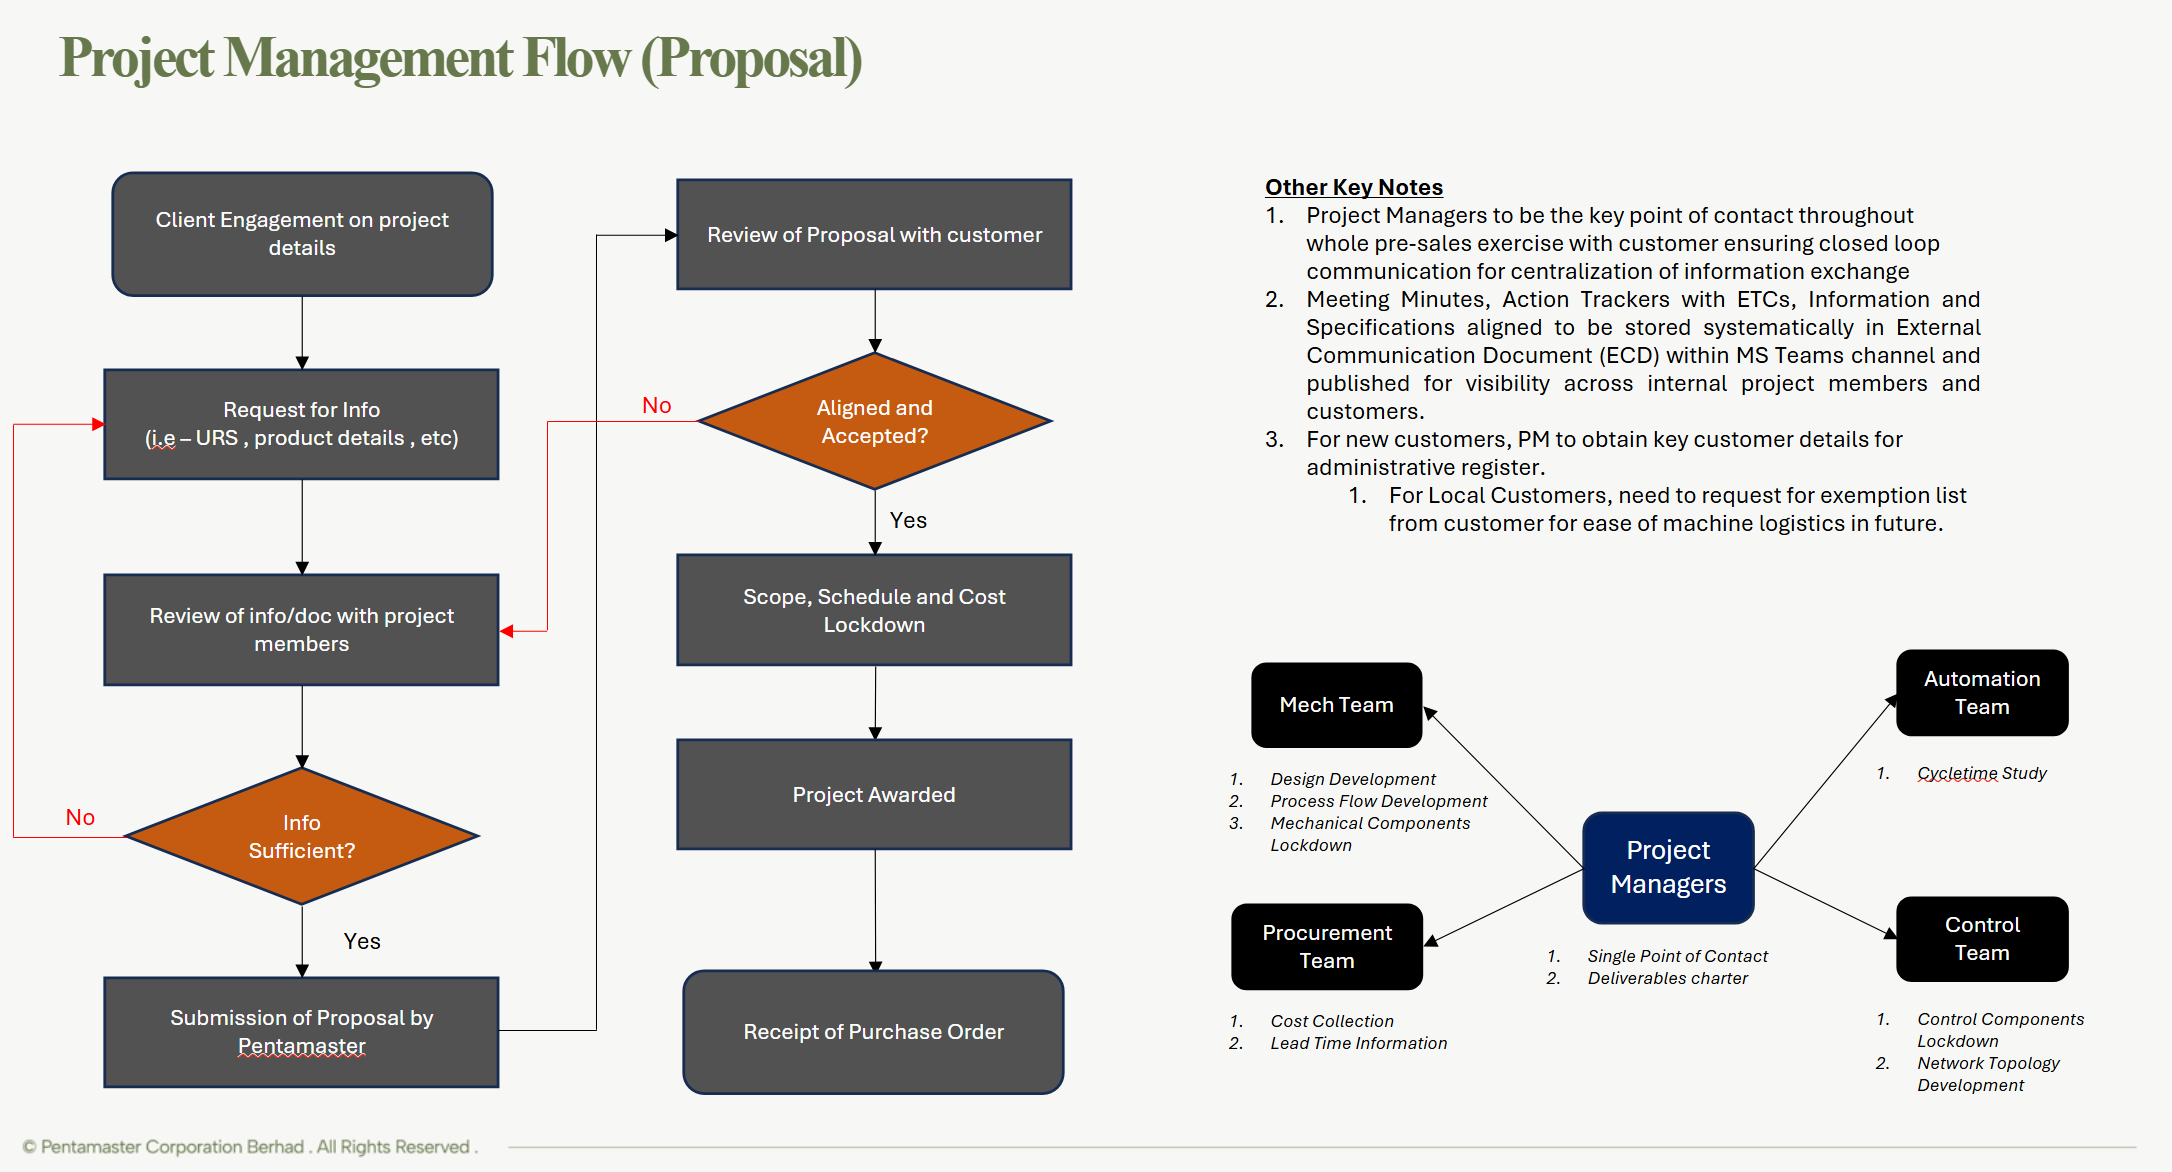 Project Management Flow (Proposal)
Client Engagement on project
details
Request for Info
(i.e – URS , product details , etc)
Review of info/doc with project
members
No
Info
Sufficient?
Yes
Submission of Proposal by
Pentamaster
Review of Proposal with customer
No
Aligned and
Accepted?
Yes
Scope, Schedule and Cost
Lockdown
Project Awarded
Receipt of Purchase Order
Other Key Notes
1. Project Managers to be the key point of contact throughout
whole pre-sales exercise with customer ensuring closed loop
communication for centralization of information exchange
2. Meeting Minutes, Action Trackers with ETCs, Information and
Specifications aligned to be stored systematically in External
Communication Document (ECD) within MS Teams channel and
published for visibility across internal project members and
customers.
3. For new customers, PM to obtain key customer details for
administrative register.
1. For Local Customers, need to request for exemption list
from customer for ease of machine logistics in future.
Mech Team
1. Design Development
2. Process Flow Development
3. Mechanical Components
Lockdown
Procurement
Team
1. Cost Collection
2. Lead Time Information
Project
Managers
1. Single Point of Contact
2. Deliverables charter
Automation
Team
1. Cycletime Study
Control
Team
1. Control Components
Lockdown
2. Network Topology
Development
© Pentamaster Corporation Berhad . All Rights Reserved .